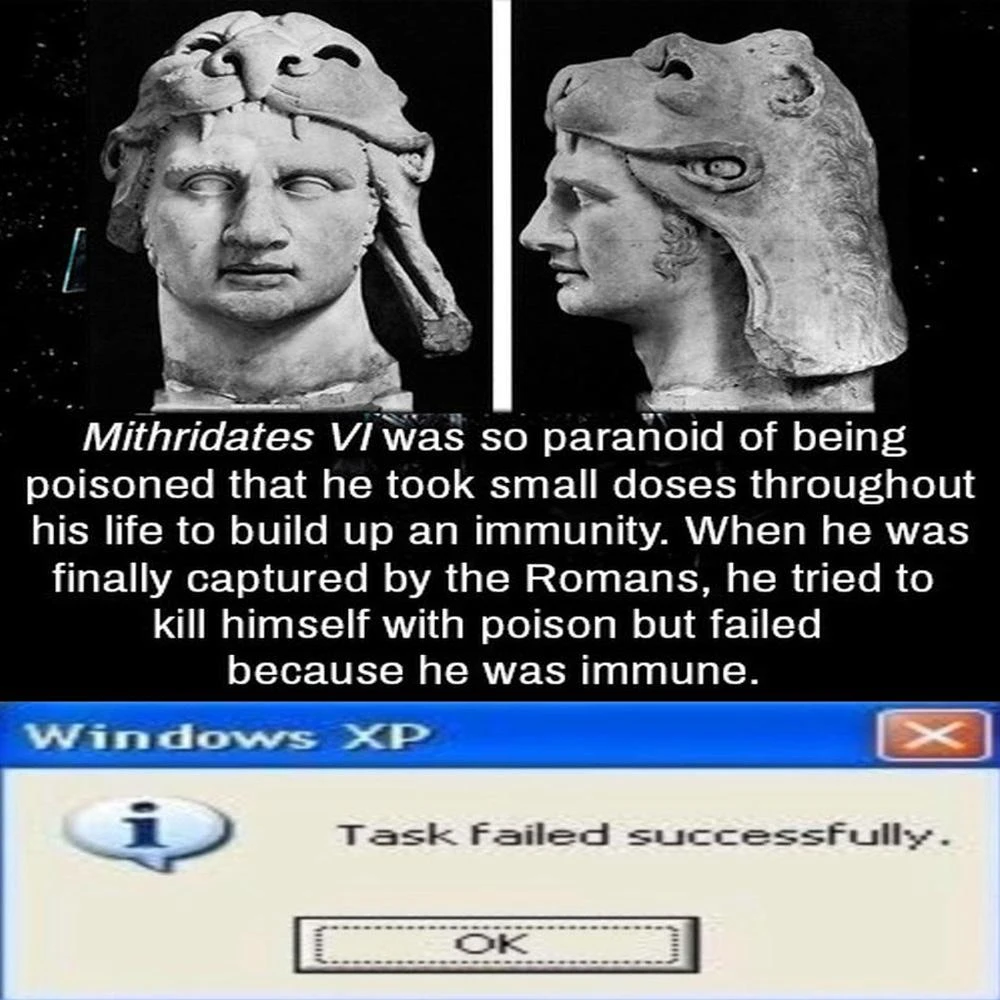 Mithridates VI was so paranoid of being
poisoned that he took small doses throughout
his life to build up an immunity. When he was
finally captured by the Romans, he tried to
kill himself with poison but failed
because he was immune.
Windows XP
Task failed successfully.
OK